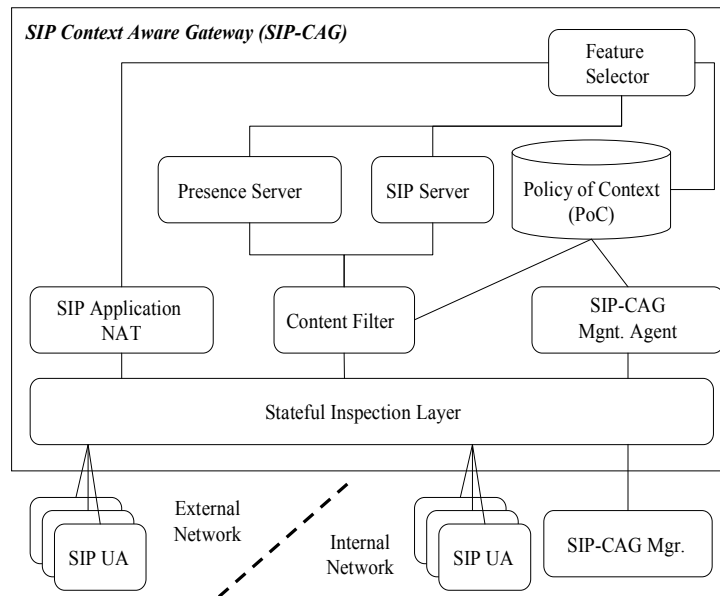 SIP Context Aware Gateway (SIP-CAG)
Feature
Selector
Presence Server
SIP Server
Policy of Context
(PoC)
SIP Application
NAT
Content Filter
SIP-CAG
Mgnt. Agent
Stateful Inspection Layer
External
Network
SIP UA
Internal
Network
SIP UA
SIP-CAG Mgr.